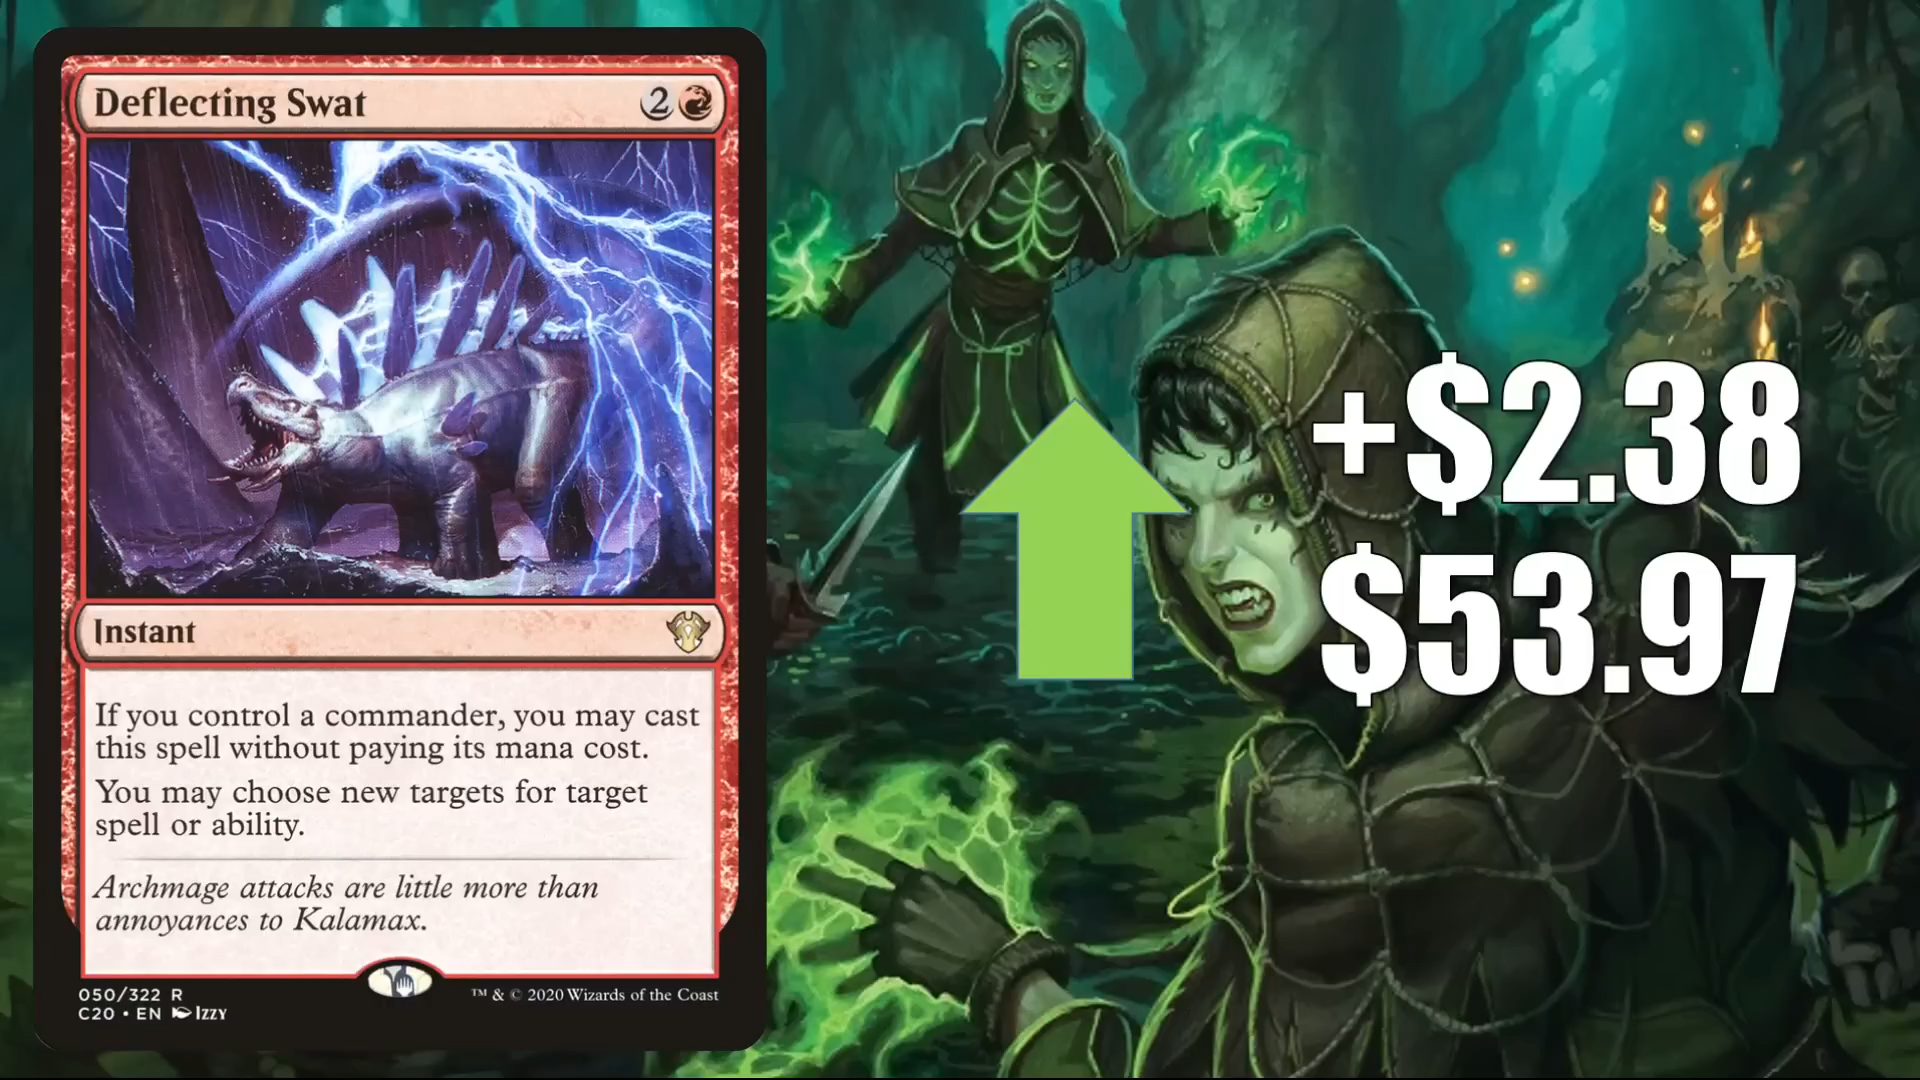 Deflecting Swat
2
Instant
If you control a commander, you may cast
this spell without paying its mana cost.
You may choose new targets for target
spell or ability.
Archmage attacks are little more than
annoyances to Kalamax.
050/322 R
C20 • EN IZZY
™ & © 2020 Wizards of the Coast
+$2.38
$53.97